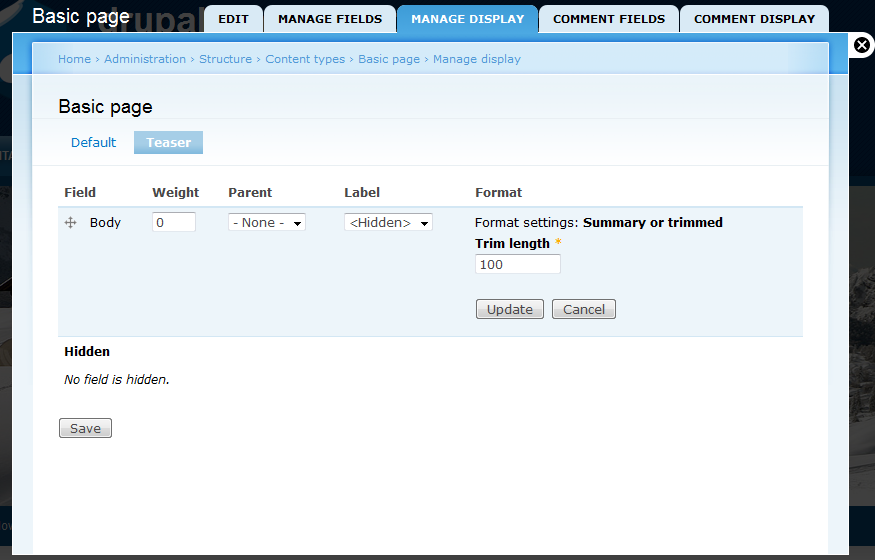 Basic page
drupal
EDIT MANAGE FIELDS MANAGE DISPLAY COMMENT FIELDS COMMENT DISPLAY
Home › Administration › Structure › Content types › Basic page › Manage display
Basic page
Default Teaser
Field Weight Parent Label Format
Body 0 - None - <Hidden> Format settings: Summary or trimmed
Trim length *
100
Update Cancel
Hidden
No field is hidden.
Save